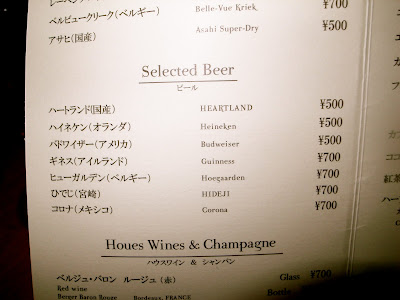 ベルビュークリーク(ベルギー) Belle-Vue Kriek ¥700
アサヒ(国産) Asahi Super-Dry ¥500
Selected Beer
ビール
ハートランド(国産) HEARTLAND ¥500
ハイネケン(オランダ) Heineken ¥500
バドワイザー(アメリカ) Budweiser ¥500
ギネス(アイルランド) Guinness ¥700
ヒューガルデン(ベルギー) Hoegaarden ¥700
ひでじ(宮崎) HIDEJI ¥700
コロナ(メキシコ) Corona ¥700
Houes Wines & Champagne
ハウスワイン & シャンパン
ベルジュ・バロン ルージュ(赤) Glass ¥700
Red wine
Berger Baron Rouge Bordeaux, FRANCE Bottle